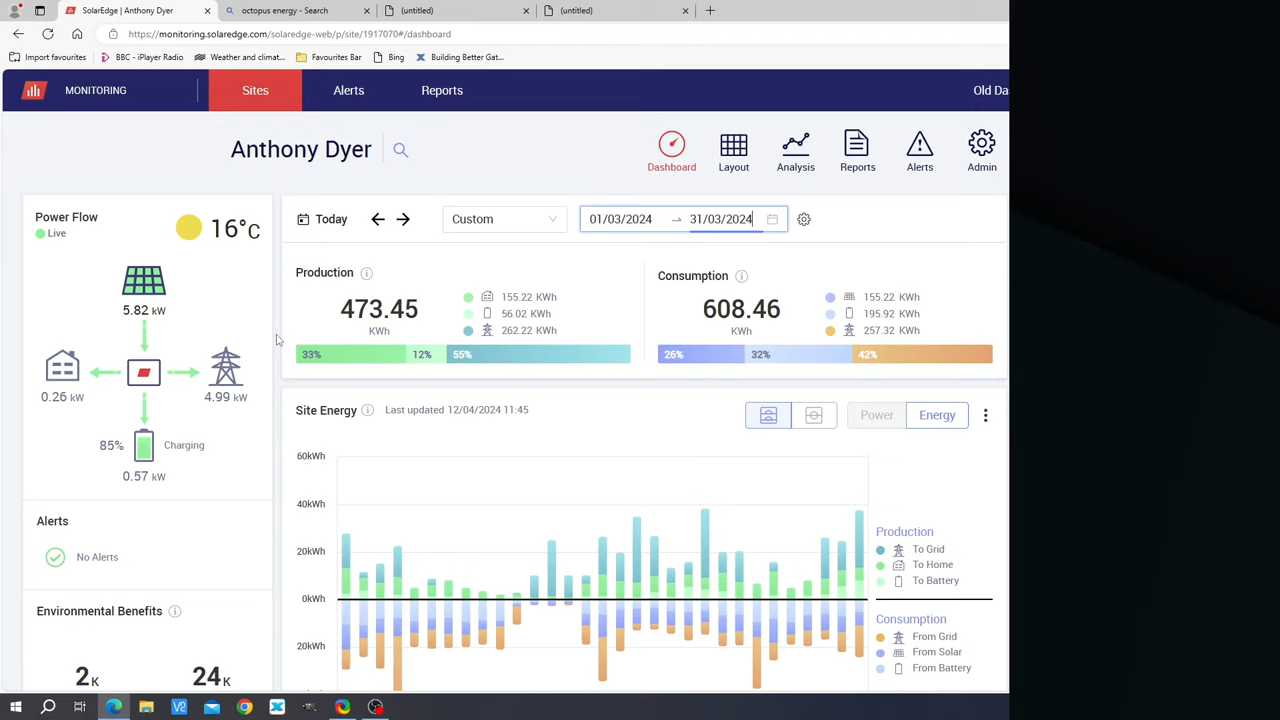 SolarEdge | Anthony Dyer
octopus energy - Search
(untitled)
(untitled)
https://monitoring.solaredge.com/solaredge-web/p/site/1917070#/dashboard
Import favourites
BBC - iPlayer Radio
Weather and climat...
Favourites Bar
Bing
Building Better Gat...
MONITORING
Sites
Alerts
Reports
Old Da
Anthony Dyer
Dashboard
Layout
Analysis
Reports
Alerts
Admin
Power Flow
Live
16°C
5.82 kW
0.26 kW
4.99 kW
85%
Charging
0.57 kW
Alerts
No Alerts
Environmental Benefits
2K
24K
Today
Custom
01/03/2024
31/03/2024
Production
473.45
KWh
155.22 KWh
56.02 KWh
262.22 KWh
33%
12%
55%
Consumption
608.46
KWh
155.22 KWh
195.92 KWh
257.32 KWh
26%
32%
42%
Site Energy
Last updated 12/04/2024 11:45
Power
Energy
60kWh
40kWh
20kWh
0kWh
20kWh
Production
To Grid
To Home
To Battery
Consumption
From Grid
From Solar
From Battery